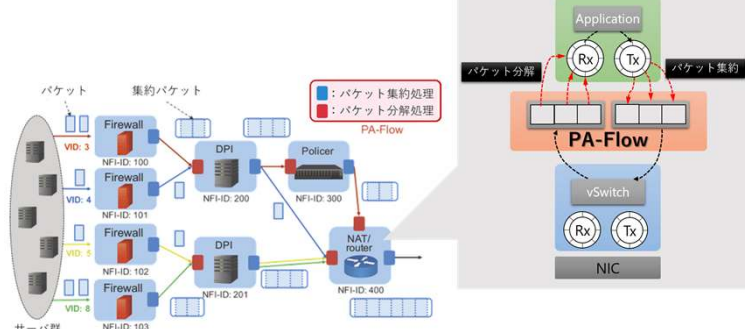 パケット
集約パケット
：パケット集約処理
：パケット分解処理
PA-Flow
Firewall
VID: 3
NFI-ID: 100
Firewall
VID: 4
NFI-ID: 101
Firewall
VID: 5
NFI-ID: 102
Firewall
VID: 8
NFI-ID: 103
サーバ群
DPI
NFI-ID: 200
DPI
NFI-ID: 201
Policer
NFI-ID: 300
NAT/
router
NFI-ID: 400
Application
Rx
Tx
パケット分解
パケット集約
PA-Flow
vSwitch
Rx
Tx
NIC